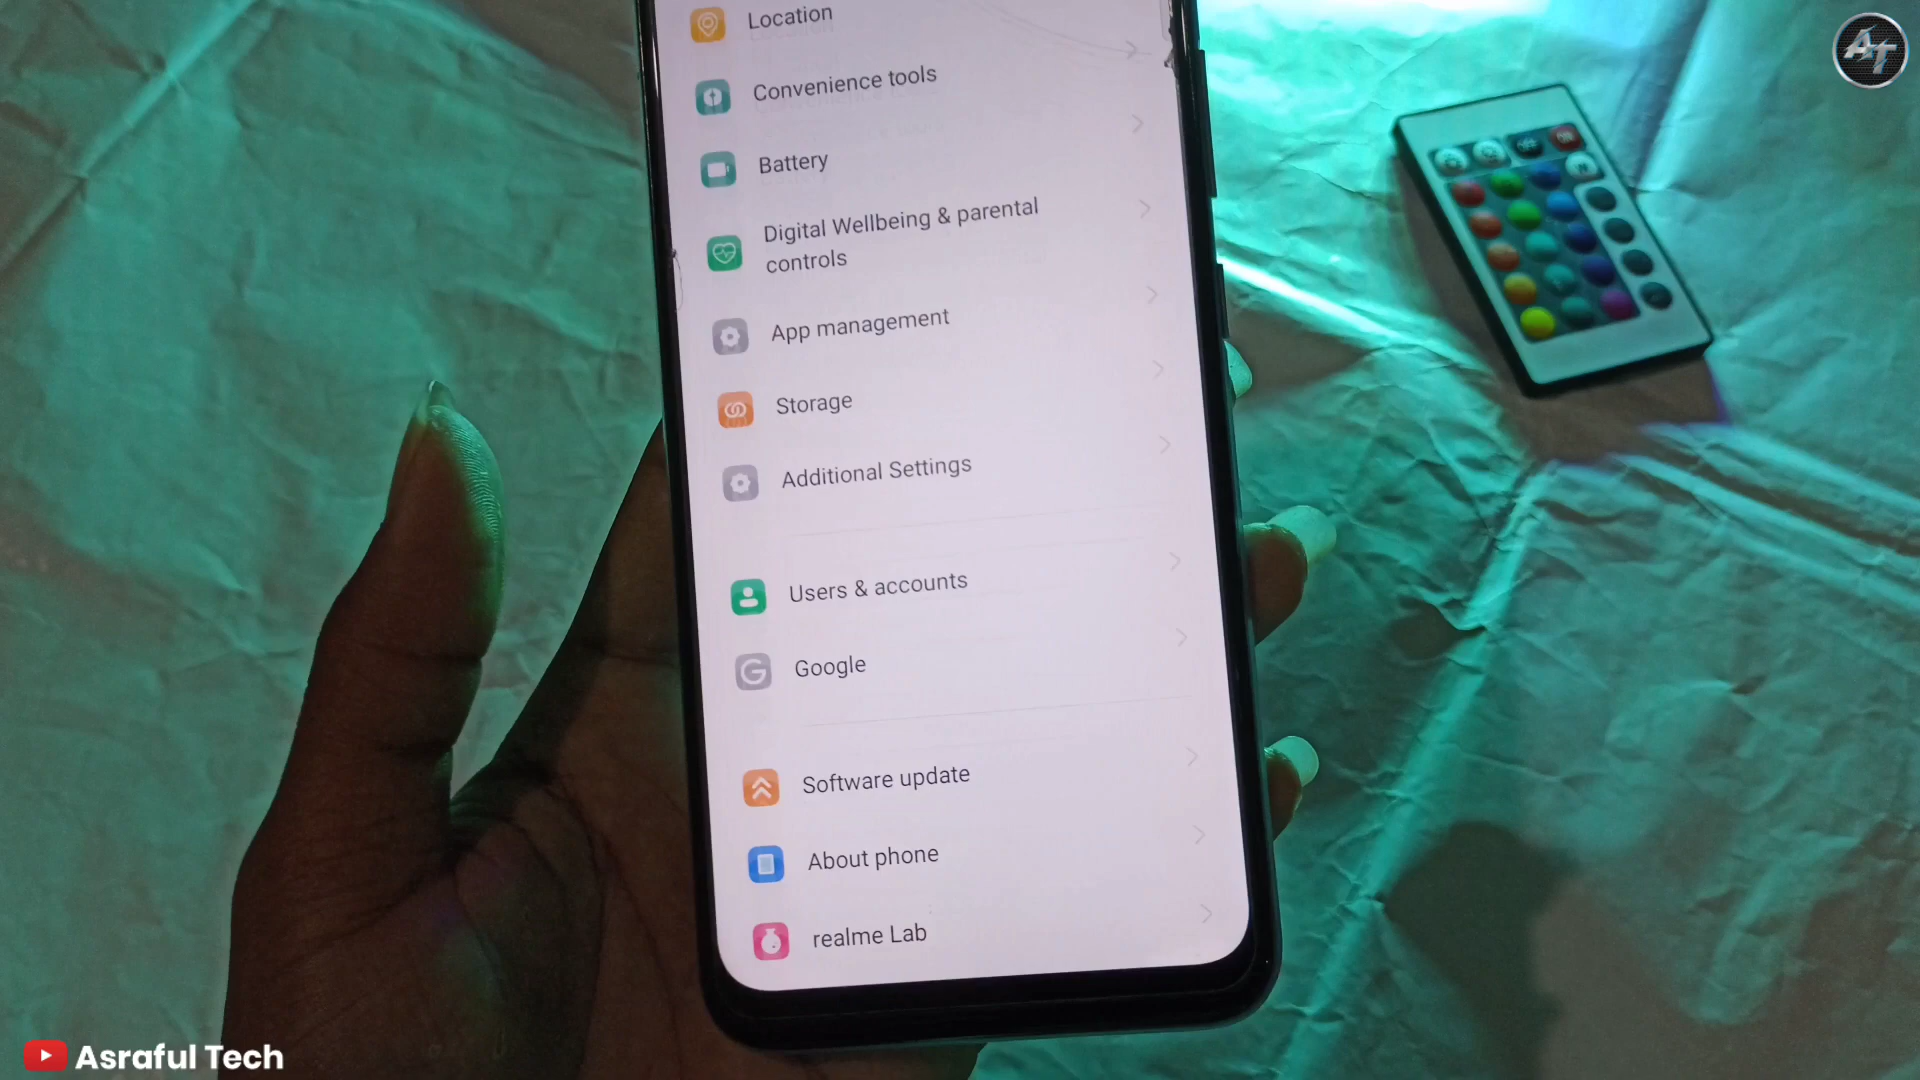 Location
Convenience tools
Battery
Digital Wellbeing & parental
controls
App management
Storage
Additional Settings
Users & accounts
Google
Software update
About phone
realme Lab
AT
Asraful Tech